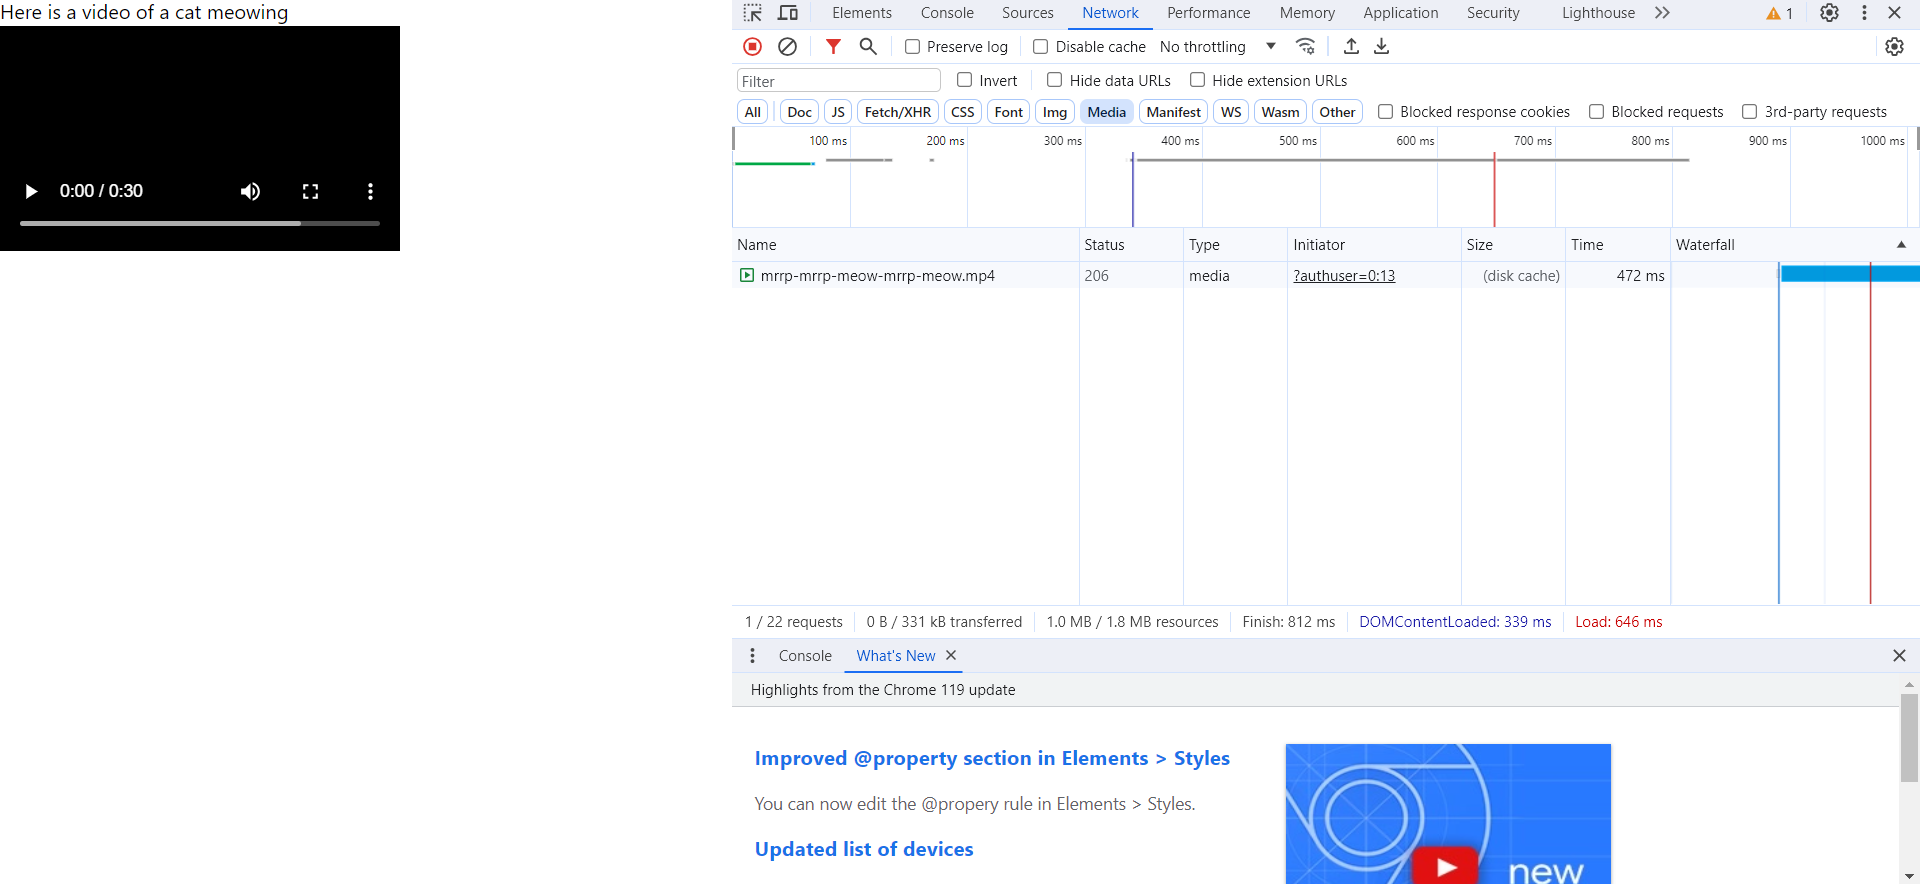 Here is a video of a cat meowing
0:00 / 0:30
Elements Console Sources Network Performance Memory Application Security Lighthouse 1
Preserve log Disable cache No throttling
Filter Invert Hide data URLs Hide extension URLs
All Doc JS Fetch/XHR CSS Font Img Media Manifest WS Wasm Other Blocked response cookies Blocked requests 3rd-party requests
100 ms 200 ms 300 ms 400 ms 500 ms 600 ms 700 ms 800 ms 900 ms 1000 ms
Name Status Type Initiator Size Time Waterfall
mrrp-mrrp-meow-mrrp-meow.mp4 206 media ?authuser=0:13 (disk cache) 472 ms
1 / 22 requests 0 B / 331 kB transferred 1.0 MB / 1.8 MB resources Finish: 812 ms DOMContentLoaded: 339 ms Load: 646 ms
Console What's New
Highlights from the Chrome 119 update
Improved @property section in Elements > Styles
You can now edit the @propery rule in Elements > Styles.
Updated list of devices
new